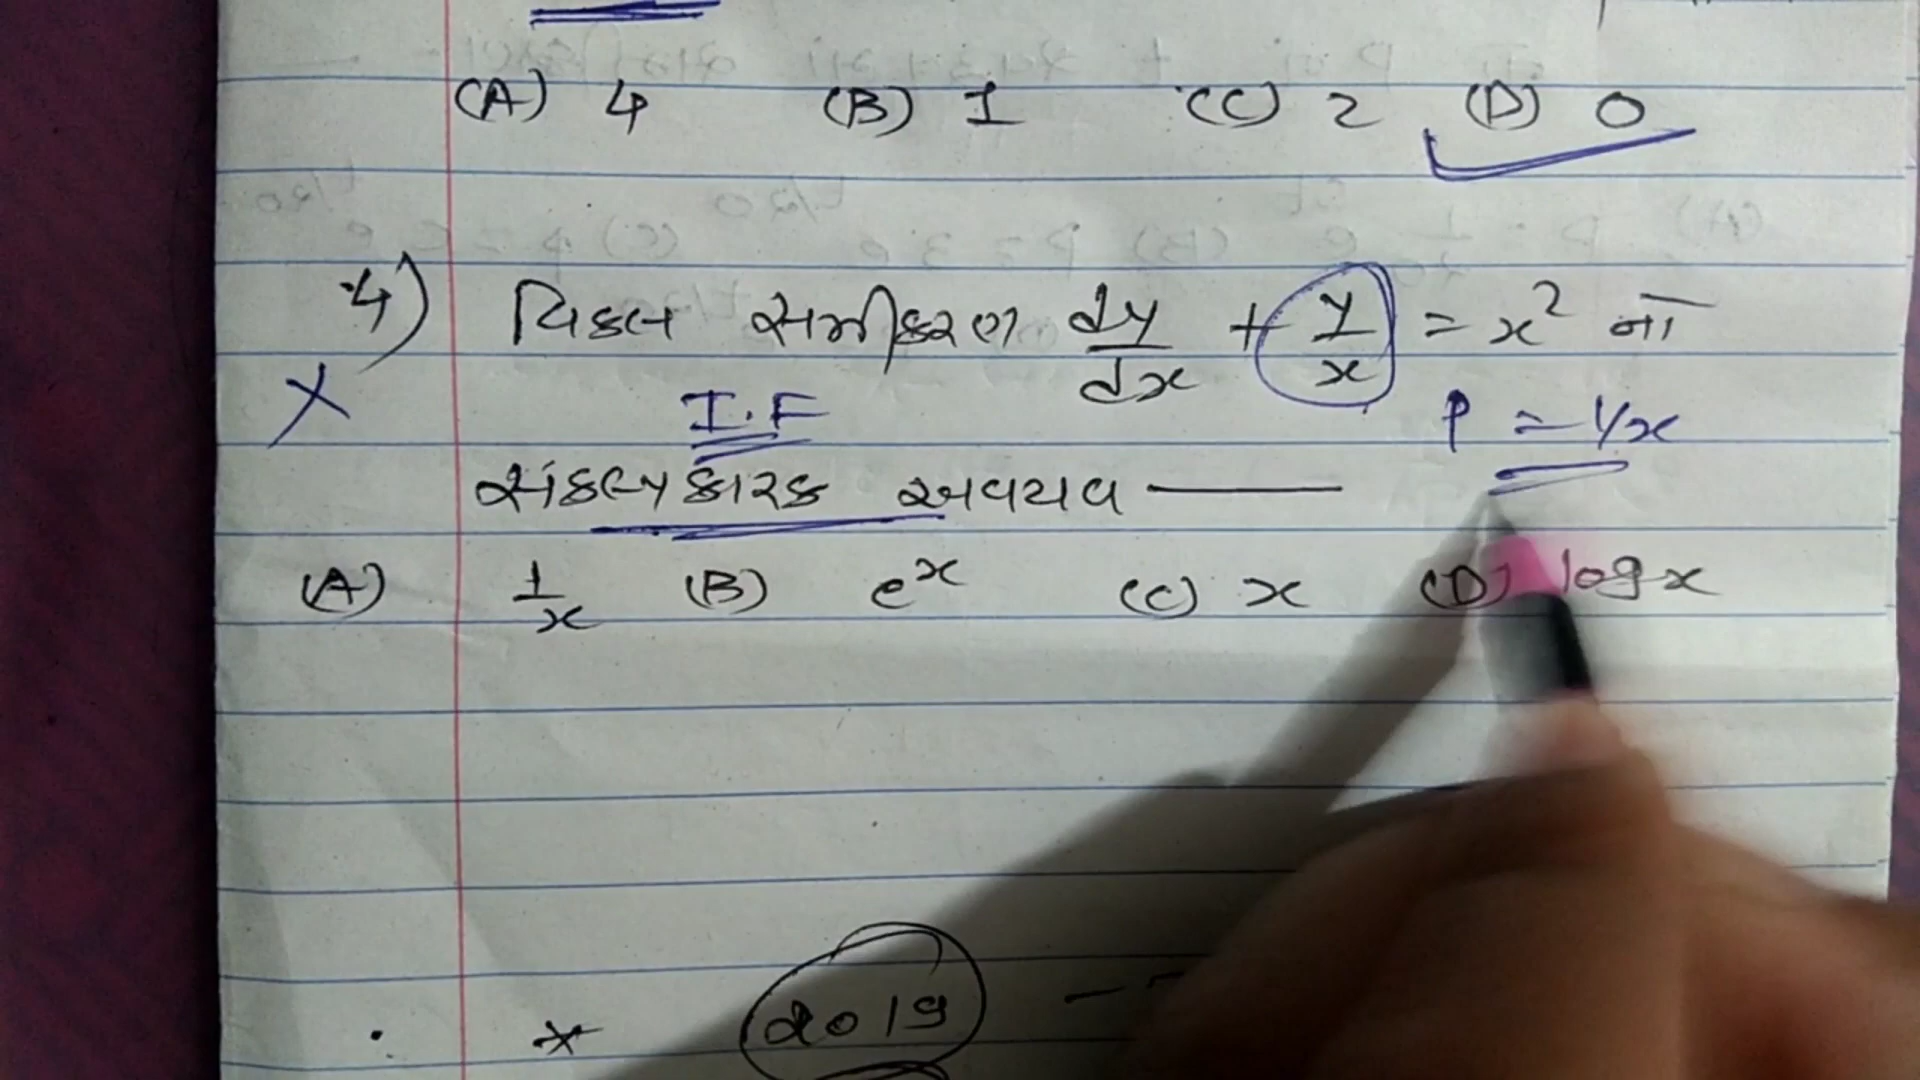 (A) 4 (B) 1 (C) 2 (D) 0
4) વિકલ સમીકરણ dy/dx + y/x = x² નો
X I.F P = 1/x
સંકલ્યકારક અવયવ ——
(A) 1/x (B) e^x (C) x (D) log x
* 2019 —